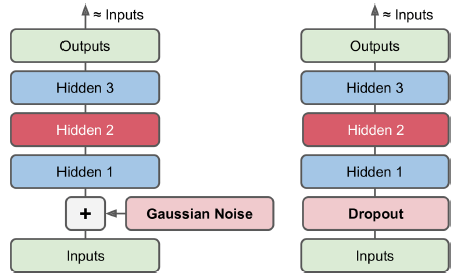 ≈ Inputs
Outputs
Hidden 3
Hidden 2
Hidden 1
+
Gaussian Noise
Inputs
≈ Inputs
Outputs
Hidden 3
Hidden 2
Hidden 1
Dropout
Inputs